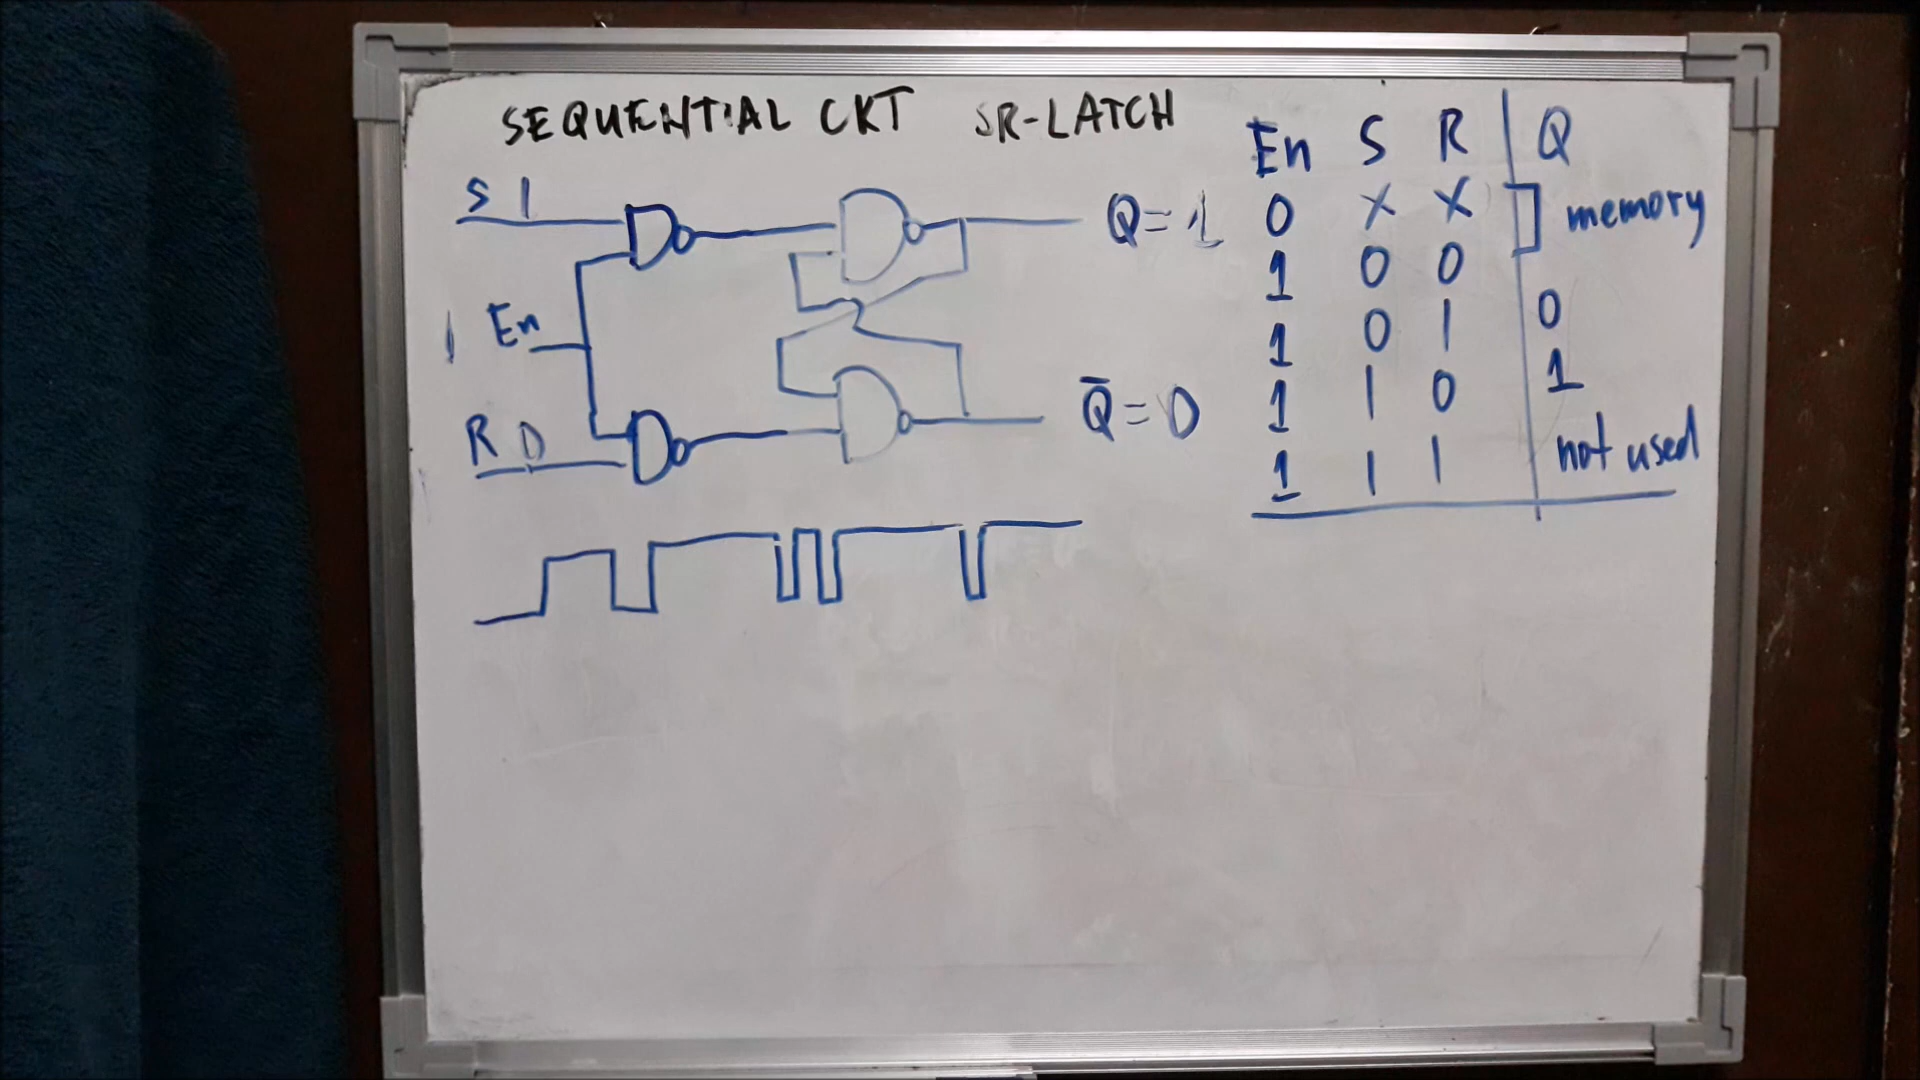 SEQUENTIAL CKT SR-LATCH
S 1
Q = 1
1 En
R 0
Q̄ = 0
En S R Q
0 X X memory
1 0 0
1 0 1 0
1 1 0 1
1 1 1 not used